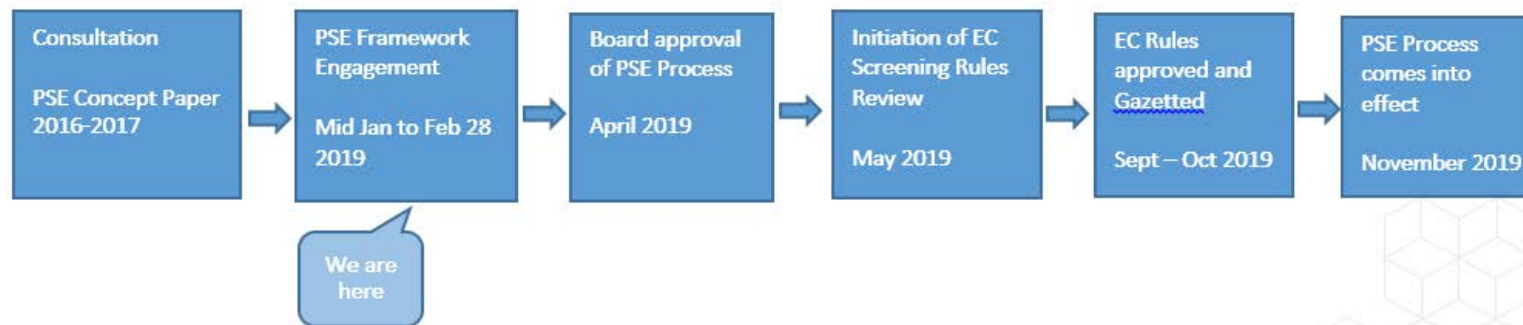 Consultation
PSE Concept Paper
2016-2017
PSE Framework
Engagement
Mid Jan to Feb 28
2019
Board approval
of PSE Process
April 2019
Initiation of EC
Screening Rules
Review
May 2019
EC Rules
approved and
Gazetted
Sept – Oct 2019
PSE Process
comes into
effect
November 2019
We are
here